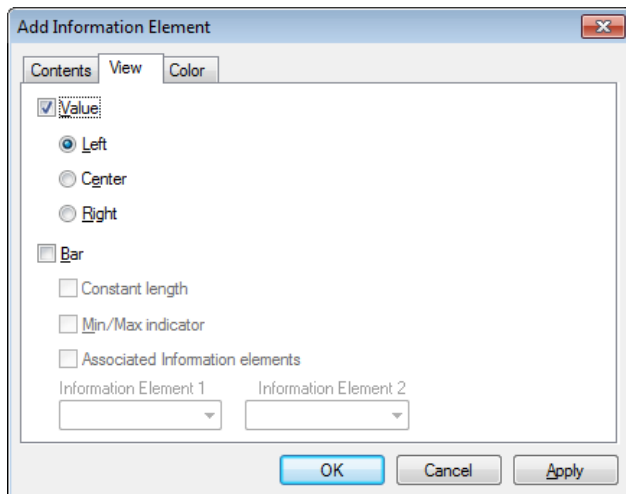 Add Information Element
Contents View Color
Value
Left
Center
Right
Bar
Constant length
Min/Max indicator
Associated Information elements
Information Element 1 Information Element 2
OK Cancel Apply